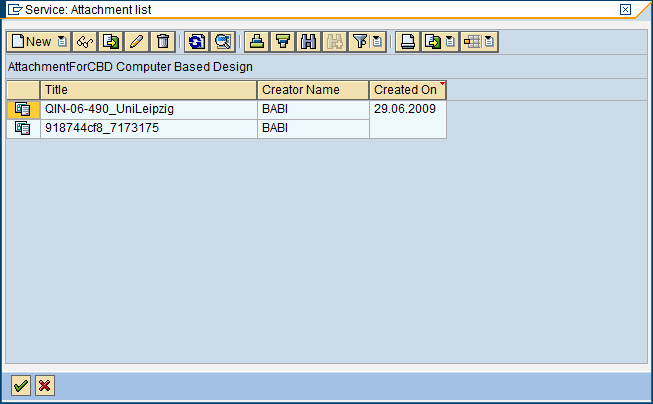 Service: Attachment list
New
AttachmentForCBD Computer Based Design
Title Creator Name Created On
QIN-06-490_UniLeipzig BABI 29.06.2009
918744cf8_7173175 BABI